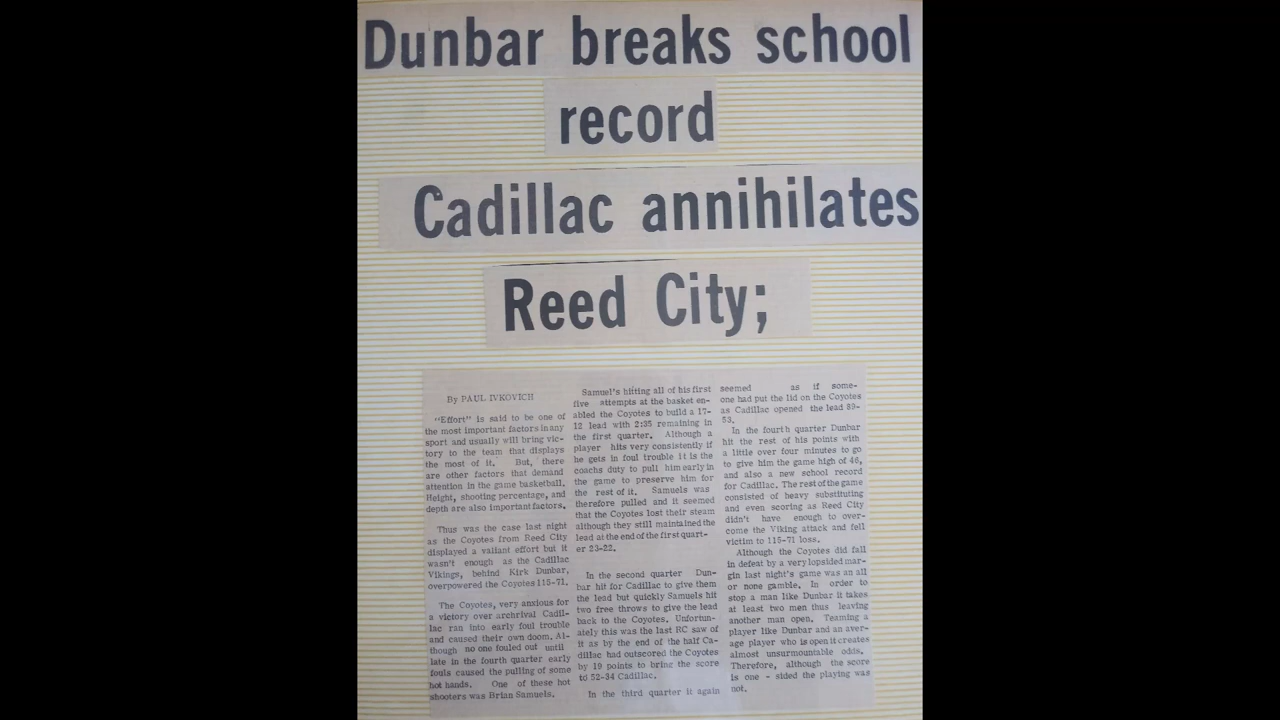 Dunbar breaks school
record
Cadillac annihilates
Reed City;
By PAUL IVKOVICH
"Effort" is said to be one of
the most important factors in any
sport and usually will bring vic-
tory to the team that displays
the most of it. But, there
are other factors that demand
attention in the game basketball.
Height, shooting percentage, and
depth are also important factors.
Thus was the case last night
as the Coyotes from Reed City
displayed a valiant effort but it
wasn't enough as the Cadillac
Vikings, behind Kirk Dunbar,
overpowered the Coyotes 115-71.
The Coyotes, very anxious for
a victory over archrival Cadil-
lac ran into early foul trouble
and caused their own doom. Al-
though no one fouled out until
late in the fourth quarter early
fouls caused the pulling of some
hot hands. One of these hot
shooters was Brian Samuels.
Samuel's hitting all of his first
five attempts at the basket en-
abled the Coyotes to build a 17-
12 lead with 2:35 remaining in
the first quarter. Although a
player hits very consistently if
he gets in foul trouble it is the
coachs duty to pull him early in
the game to preserve him for
the rest of it. Samuels was
therefore pulled and it seemed
that the Coyotes lost their steam
although they still maintained the
lead at the end of the first quart-
er 23-22.
In the second quarter Dun-
bar hit for Cadillac to give them
the lead but quickly Samuels hit
two free throws to give the lead
back to the Coyotes. Unfortun-
ately this was the last RC saw of
it as by the end of the half Ca-
dillac had outscored the Coyotes
by 19 points to bring the score
to 52-34 Cadillac.
In the third quarter it again
seemed as if some-
one had put the lid on the Coyotes
as Cadillac opened the lead 89-
53.
In the fourth quarter Dunbar
hit the rest of his points with
a little over four minutes to go
to give him the game high of 46,
and also a new school record
for Cadillac. The rest of the game
consisted of heavy substituting
and even scoring as Reed City
didn't have enough to over-
come the Viking attack and fell
victim to 115-71 loss.
Although the Coyotes did fall
in defeat by a very lopsided mar-
gin last night's game was an all
or none gamble. In order to
stop a man like Dunbar it takes
at least two men thus leaving
another man open. Teaming a
player like Dunbar and an aver-
age player who is open it creates
almost unsurmountable odds.
Therefore, although the score
is one - sided the playing was
not.